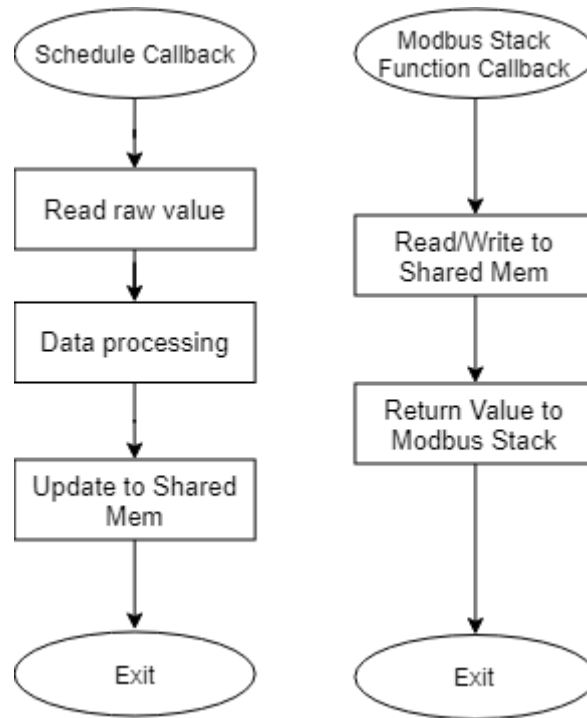 Schedule Callback
Read raw value
Data processing
Update to Shared
Mem
Exit
Modbus Stack
Function Callback
Read/Write to
Shared Mem
Return Value to
Modbus Stack
Exit